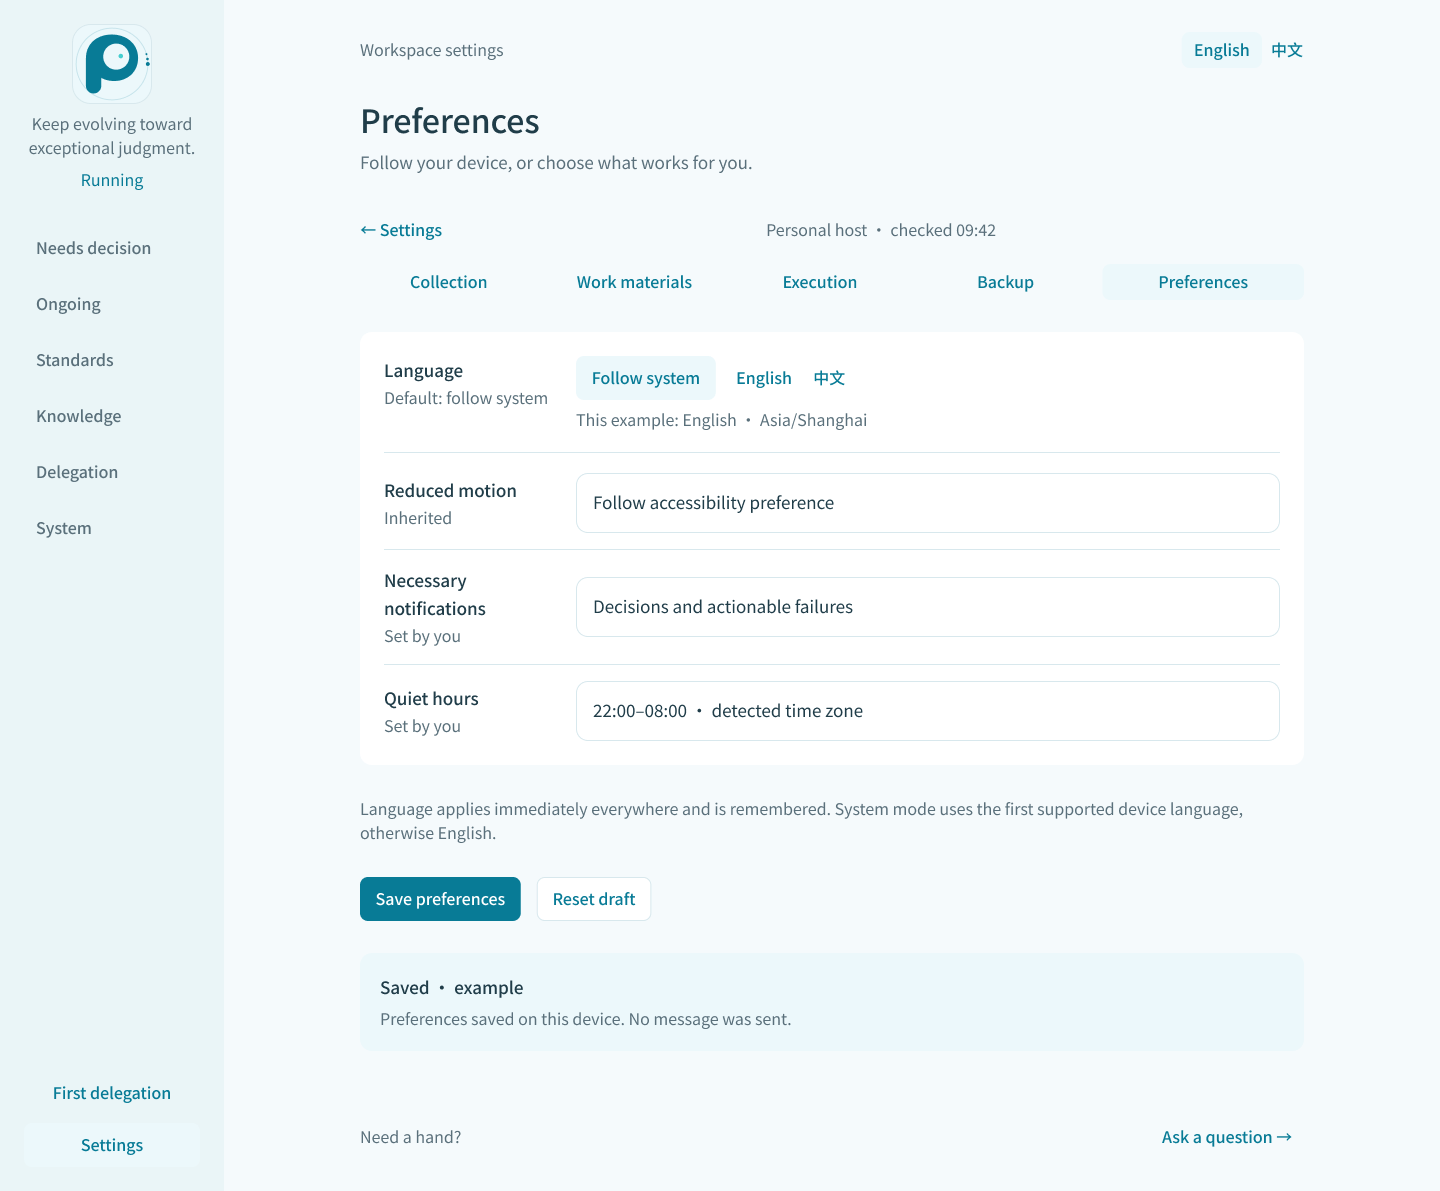 Keep evolving toward
exceptional judgment.
Running
Needs decision
Ongoing
Standards
Knowledge
Delegation
System
First delegation
Settings
Workspace settings
English 中文
Preferences
Follow your device, or choose what works for you.
← Settings
Personal host • checked 09:42
Collection Work materials Execution Backup Preferences
Language
Default: follow system
Follow system English 中文
This example: English • Asia/Shanghai
Reduced motion
Inherited
Follow accessibility preference
Necessary
notifications
Set by you
Decisions and actionable failures
Quiet hours
Set by you
22:00–08:00 • detected time zone
Language applies immediately everywhere and is remembered. System mode uses the first supported device language,
otherwise English.
Save preferences Reset draft
Saved • example
Preferences saved on this device. No message was sent.
Need a hand?
Ask a question →